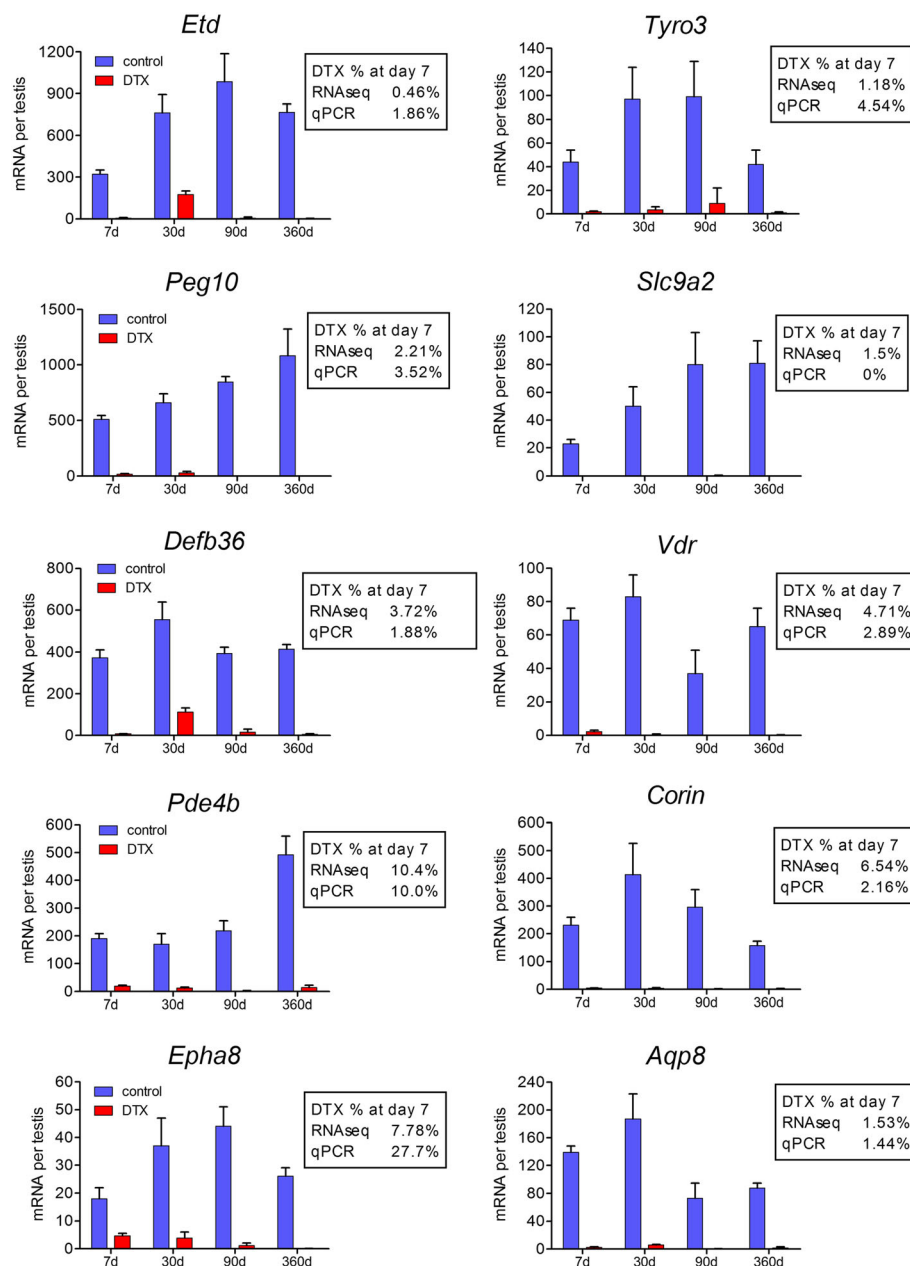 Etd
mRNA per testis
1200
900
600
300
0
control
DTX
7d 30d 90d 360d
DTX % at day 7
RNAseq 0.46%
qPCR 1.86%
Tyro3
mRNA per testis
140
120
100
80
60
40
20
0
7d 30d 90d 360d
DTX % at day 7
RNAseq 1.18%
qPCR 4.54%
Peg10
mRNA per testis
1500
1000
500
0
control
DTX
7d 30d 90d 360d
DTX % at day 7
RNAseq 2.21%
qPCR 3.52%
Slc9a2
mRNA per testis
120
100
80
60
40
20
0
7d 30d 90d 360d
DTX % at day 7
RNAseq 1.5%
qPCR 0%
Defb36
mRNA per testis
800
600
400
200
0
control
DTX
7d 30d 90d 360d
DTX % at day 7
RNAseq 3.72%
qPCR 1.88%
Vdr
mRNA per testis
100
80
60
40
20
0
7d 30d 90d 360d
DTX % at day 7
RNAseq 4.71%
qPCR 2.89%
Pde4b
mRNA per testis
600
500
400
300
200
100
0
control
DTX
7d 30d 90d 360d
DTX % at day 7
RNAseq 10.4%
qPCR 10.0%
Corin
mRNA per testis
600
500
400
300
200
100
0
7d 30d 90d 360d
DTX % at day 7
RNAseq 6.54%
qPCR 2.16%
Epha8
mRNA per testis
60
50
40
30
20
10
0
control
DTX
7d 30d 90d 360d
DTX % at day 7
RNAseq 7.78%
qPCR 27.7%
Aqp8
mRNA per testis
240
200
160
120
80
40
0
7d 30d 90d 360d
DTX % at day 7
RNAseq 1.53%
qPCR 1.44%